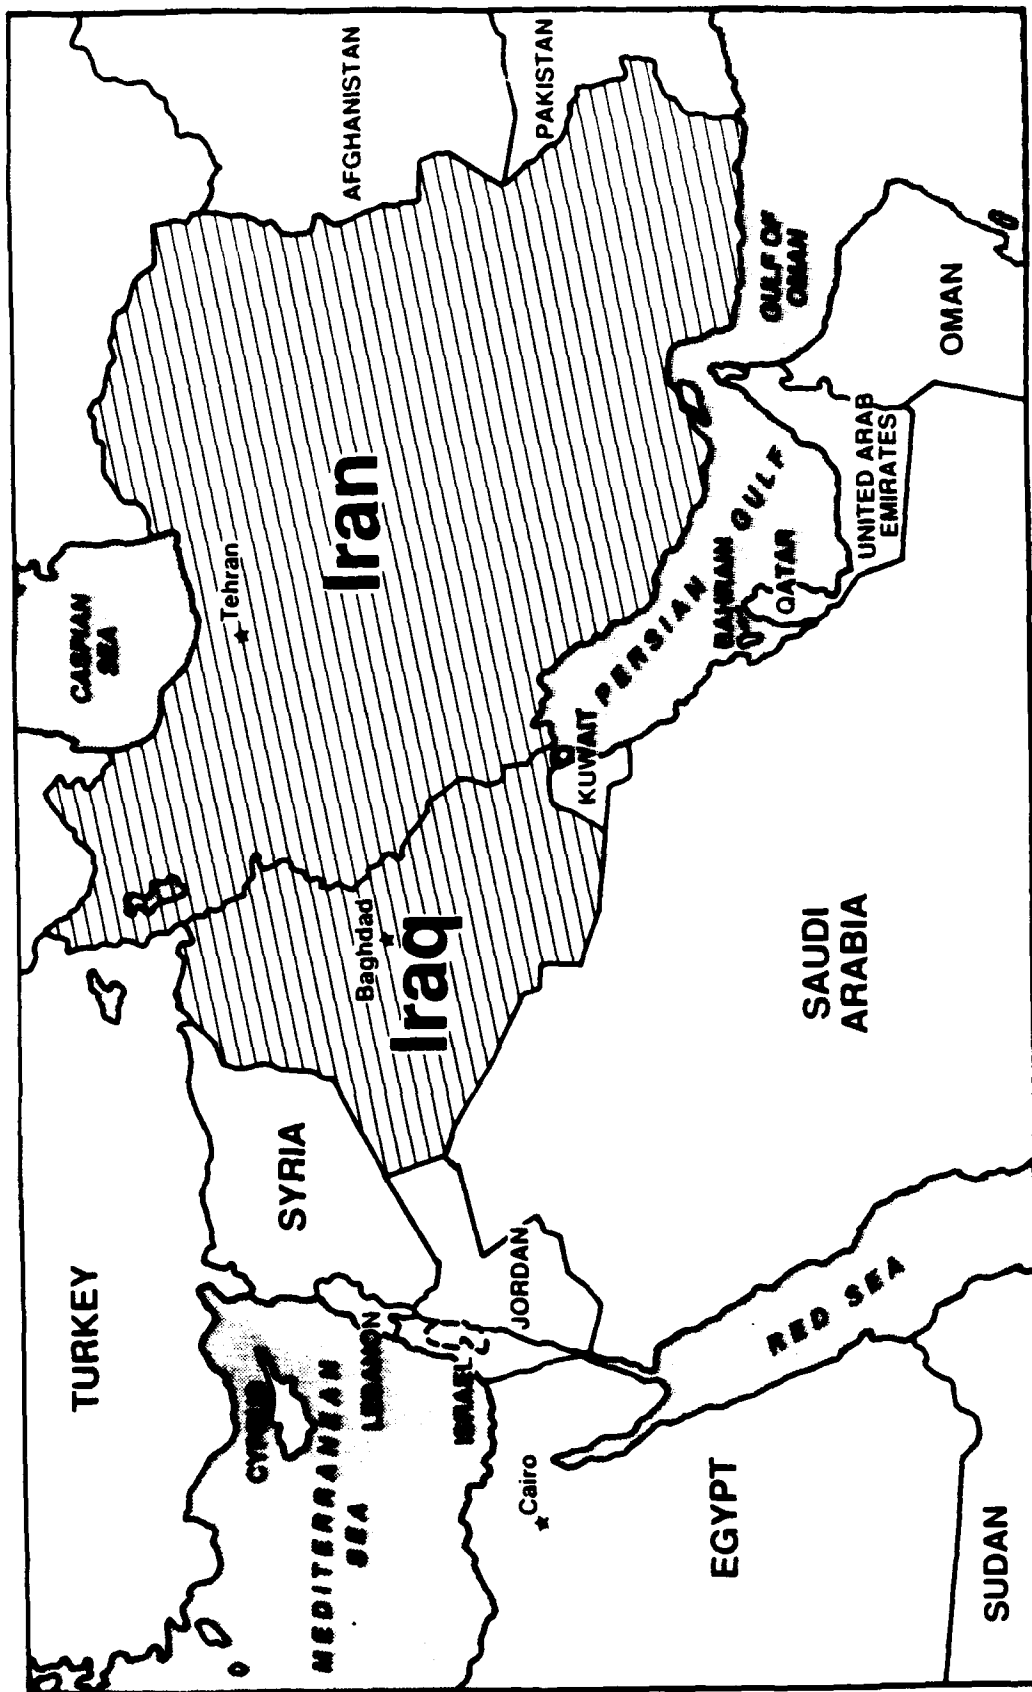 TURKEY
CASPIAN
SEA
CYPRUS
MEDITERRANEAN
SEA
LEBANON
SYRIA
Tehran
AFGHANISTAN
Iran
Baghdad
Iraq
ISRAEL
JORDAN
Cairo
PAKISTAN
KUWAIT
PERSIAN GULF
BAHRAIN
QATAR
GULF OF
OMAN
EGYPT
RED SEA
SAUDI
ARABIA
UNITED ARAB
EMIRATES
OMAN
SUDAN